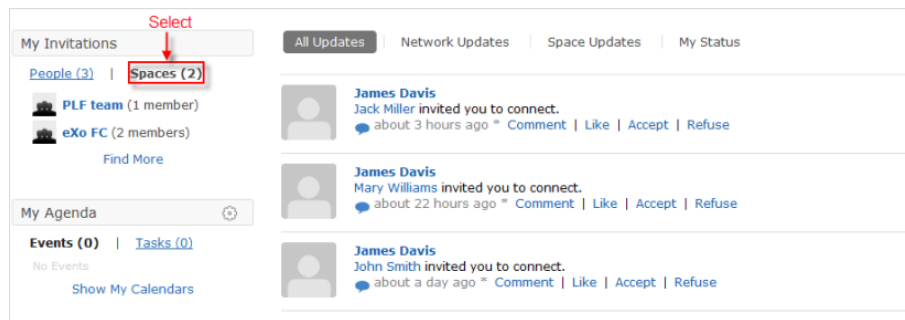 Select
My Invitations
People (3) | Spaces (2)
PLF team (1 member)
eXo FC (2 members)
Find More
My Agenda
Events (0) | Tasks (0)
No Events
Show My Calendars
All Updates | Network Updates | Space Updates | My Status
James Davis
Jack Miller invited you to connect.
about 3 hours ago * Comment | Like | Accept | Refuse
James Davis
Mary Williams invited you to connect.
about 22 hours ago * Comment | Like | Accept | Refuse
James Davis
John Smith invited you to connect.
about a day ago * Comment | Like | Accept | Refuse